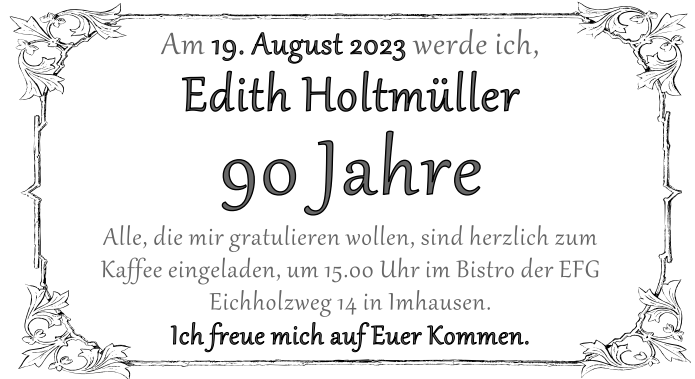 Am 19. August 2023 werde ich,
Edith Holtmüller
90 Jahre
Alle, die mir gratulieren wollen, sind herzlich zum
Kaffee eingeladen, um 15.00 Uhr im Bistro der EFG
Eichholzweg 14 in Imhausen.
Ich freue mich auf Euer Kommen.